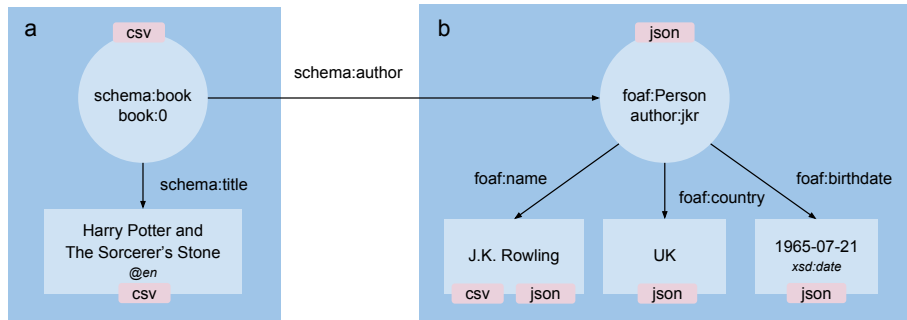 a
csv
schema:book
book:0
schema:title
Harry Potter and
The Sorcerer's Stone
@en
csv
schema:author
b
json
foaf:Person
author:jkr
foaf:name
foaf:country
foaf:birthdate
J.K. Rowling
csv
json
UK
json
1965-07-21
xsd:date
json